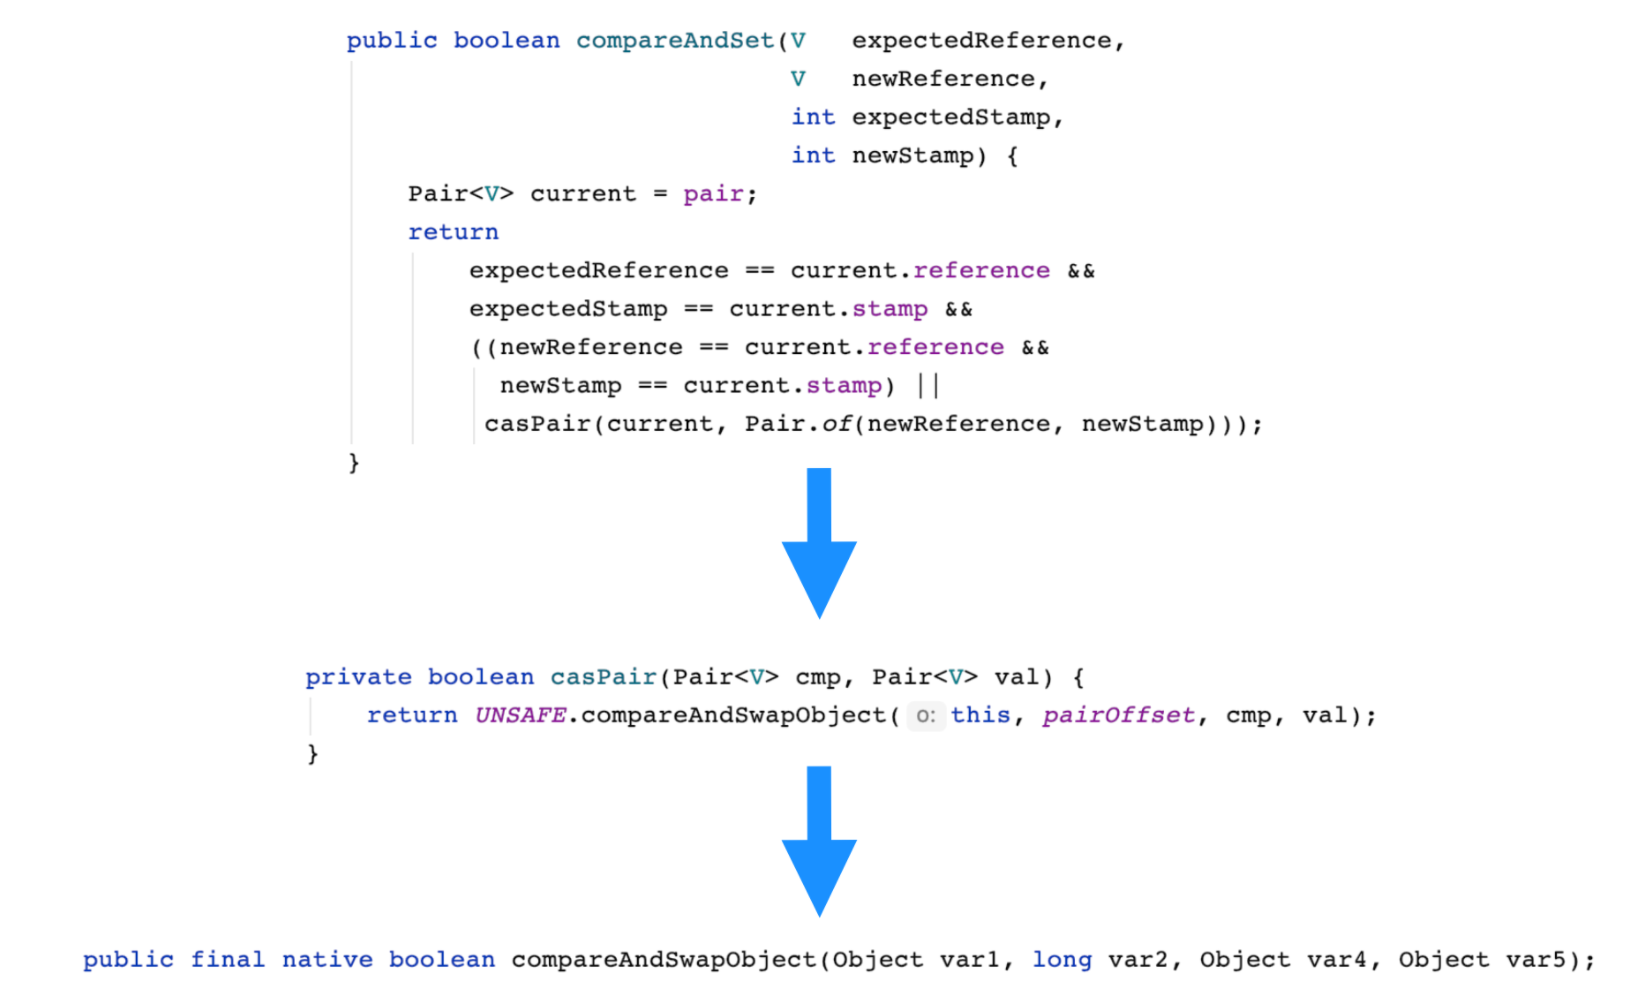 public boolean compareAndSet(V   expectedReference,
                             V   newReference,
                             int expectedStamp,
                             int newStamp) {
    Pair<V> current = pair;
    return
        expectedReference == current.reference &&
        expectedStamp == current.stamp &&
        ((newReference == current.reference &&
          newStamp == current.stamp) ||
         casPair(current, Pair.of(newReference, newStamp)));
}
private boolean casPair(Pair<V> cmp, Pair<V> val) {
    return UNSAFE.compareAndSwapObject( o: this, pairOffset, cmp, val);
}
public final native boolean compareAndSwapObject(Object var1, long var2, Object var4, Object var5);